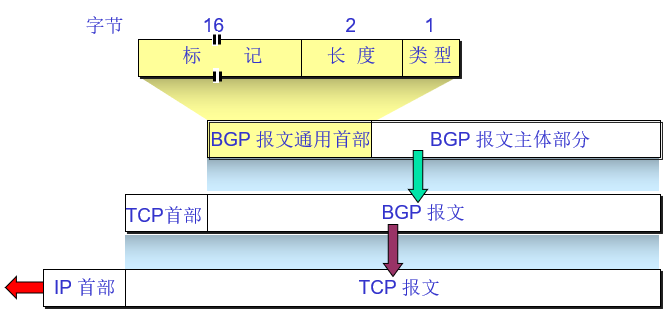 字节 16 2 1
标 记 长 度 类 型
BGP 报文通用首部 BGP 报文主体部分
TCP首部 BGP 报文
IP 首部 TCP 报文